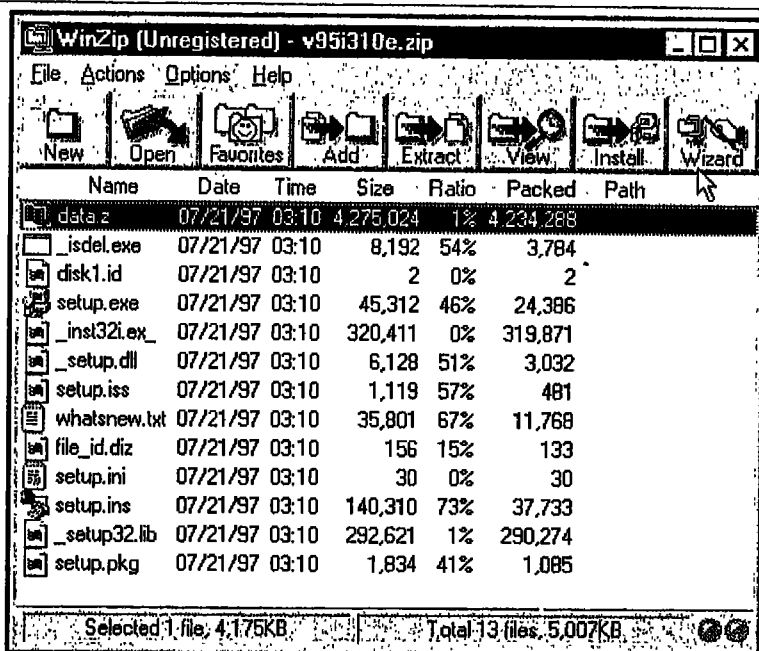 WinZip (Unregistered) - v95i310e.zip
File Actions Options Help
New Open Favorites Add Extract View Install Wizard
Name Date Time Size Ratio Packed Path
data.z 07/21/97 03:10 4,275,024 1% 4,234,288
_isdel.exe 07/21/97 03:10 8,192 54% 3,784
disk1.id 07/21/97 03:10 2 0% 2
setup.exe 07/21/97 03:10 45,312 46% 24,386
_inst32i.ex_ 07/21/97 03:10 320,411 0% 319,871
_setup.dll 07/21/97 03:10 6,128 51% 3,032
setup.iss 07/21/97 03:10 1,119 57% 481
whatsnew.txt 07/21/97 03:10 35,801 67% 11,768
file_id.diz 07/21/97 03:10 156 15% 133
setup.ini 07/21/97 03:10 30 0% 30
setup.ins 07/21/97 03:10 140,310 73% 37,733
_setup32.lib 07/21/97 03:10 292,621 1% 290,274
setup.pkg 07/21/97 03:10 1,834 41% 1,085
Selected 1 file, 4,175KB Total 13 files, 5,007KB